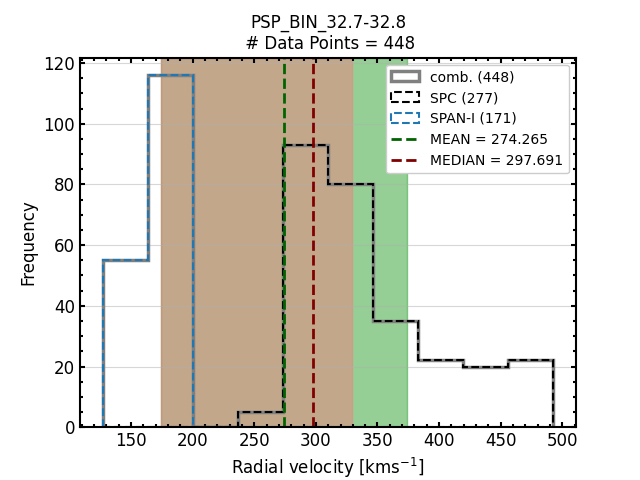 PSP_BIN_32.7-32.8
# Data Points = 448
120
100
80
60
40
20
0
Frequency
comb. (448)
SPC (277)
SPAN-I (171)
MEAN = 274.265
MEDIAN = 297.691
150 200 250 300 350 400 450 500
Radial velocity [kms⁻¹]